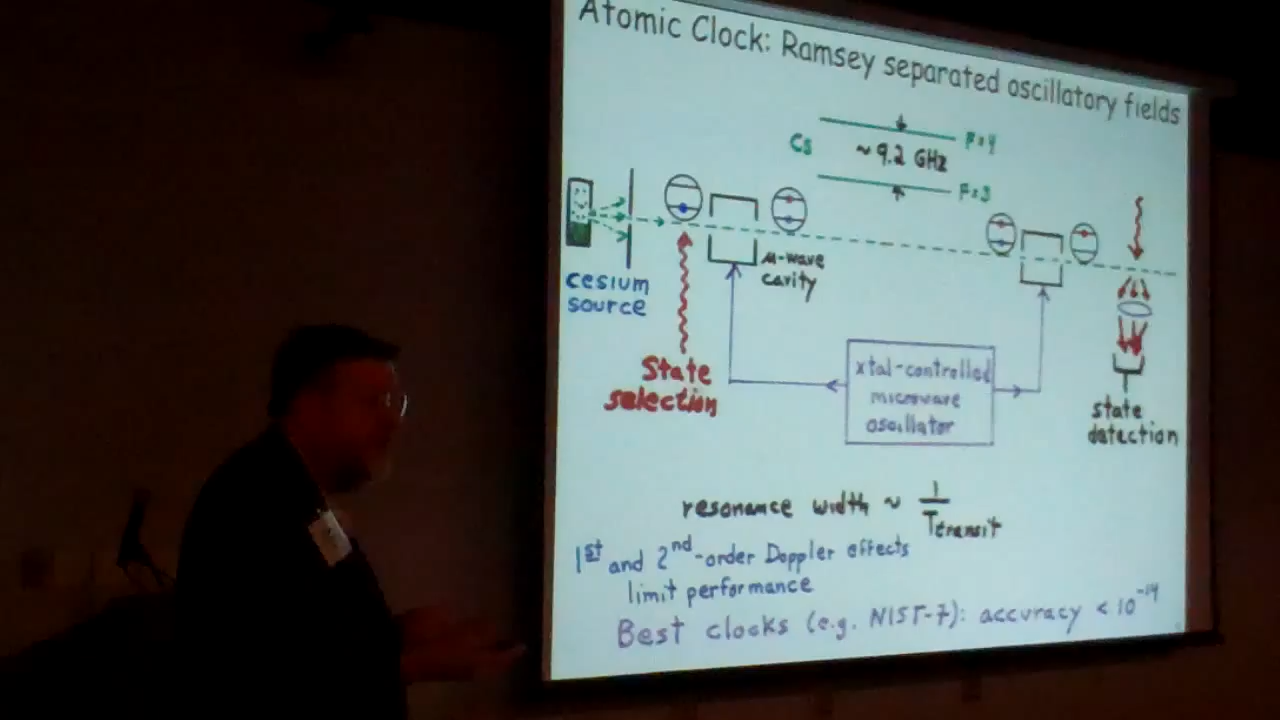 Atomic Clock: Ramsey separated oscillatory fields
Cs
F=4
~9.2 GHz
F=3
cesium
source
μ-wave
cavity
State
selection
xtal-controlled
microwave
oscillator
state
detection
resonance width ~ 1/Ttransit
1st and 2nd-order Doppler effects
limit performance
Best clocks (e.g. NIST-7): accuracy < 10^-14